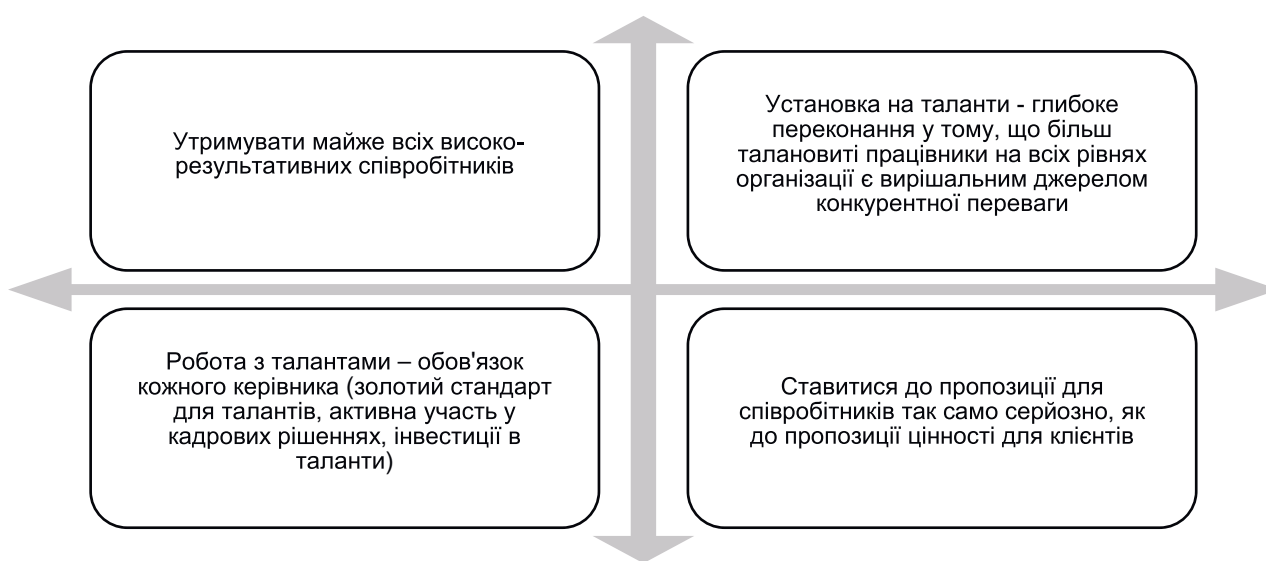 Утримувати майже всіх високо-
результативних співробітників
Установка на таланти - глибоке
переконання у тому, що більш
талановиті працівники на всіх рівнях
організації є вирішальним джерелом
конкурентної переваги
Робота з талантами – обов'язок
кожного керівника (золотий стандарт
для талантів, активна участь у
кадрових рішеннях, інвестиції в
таланти)
Ставитися до пропозиції для
співробітників так само серйозно, як
до пропозиції цінності для клієнтів